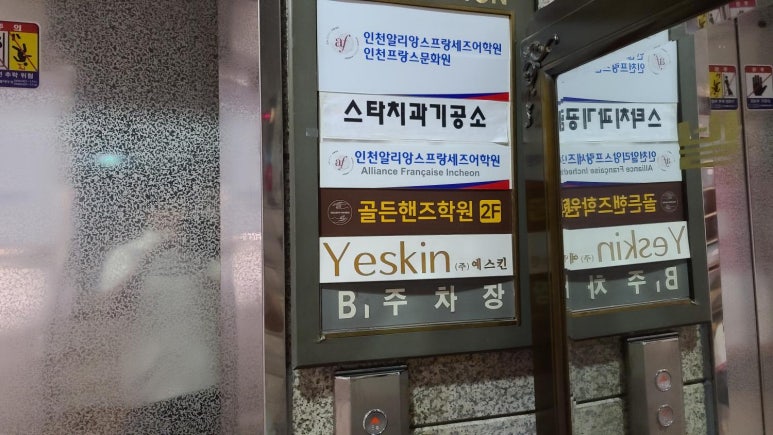 인천알리앙스프랑세즈어학원
인천프랑스문화원
스타치과기공소
af
인천알리앙스프랑세즈어학원
Alliance Française Incheon
골든핸즈학원 2F
Yeskin (주) 예스킨
B1 주 차 장